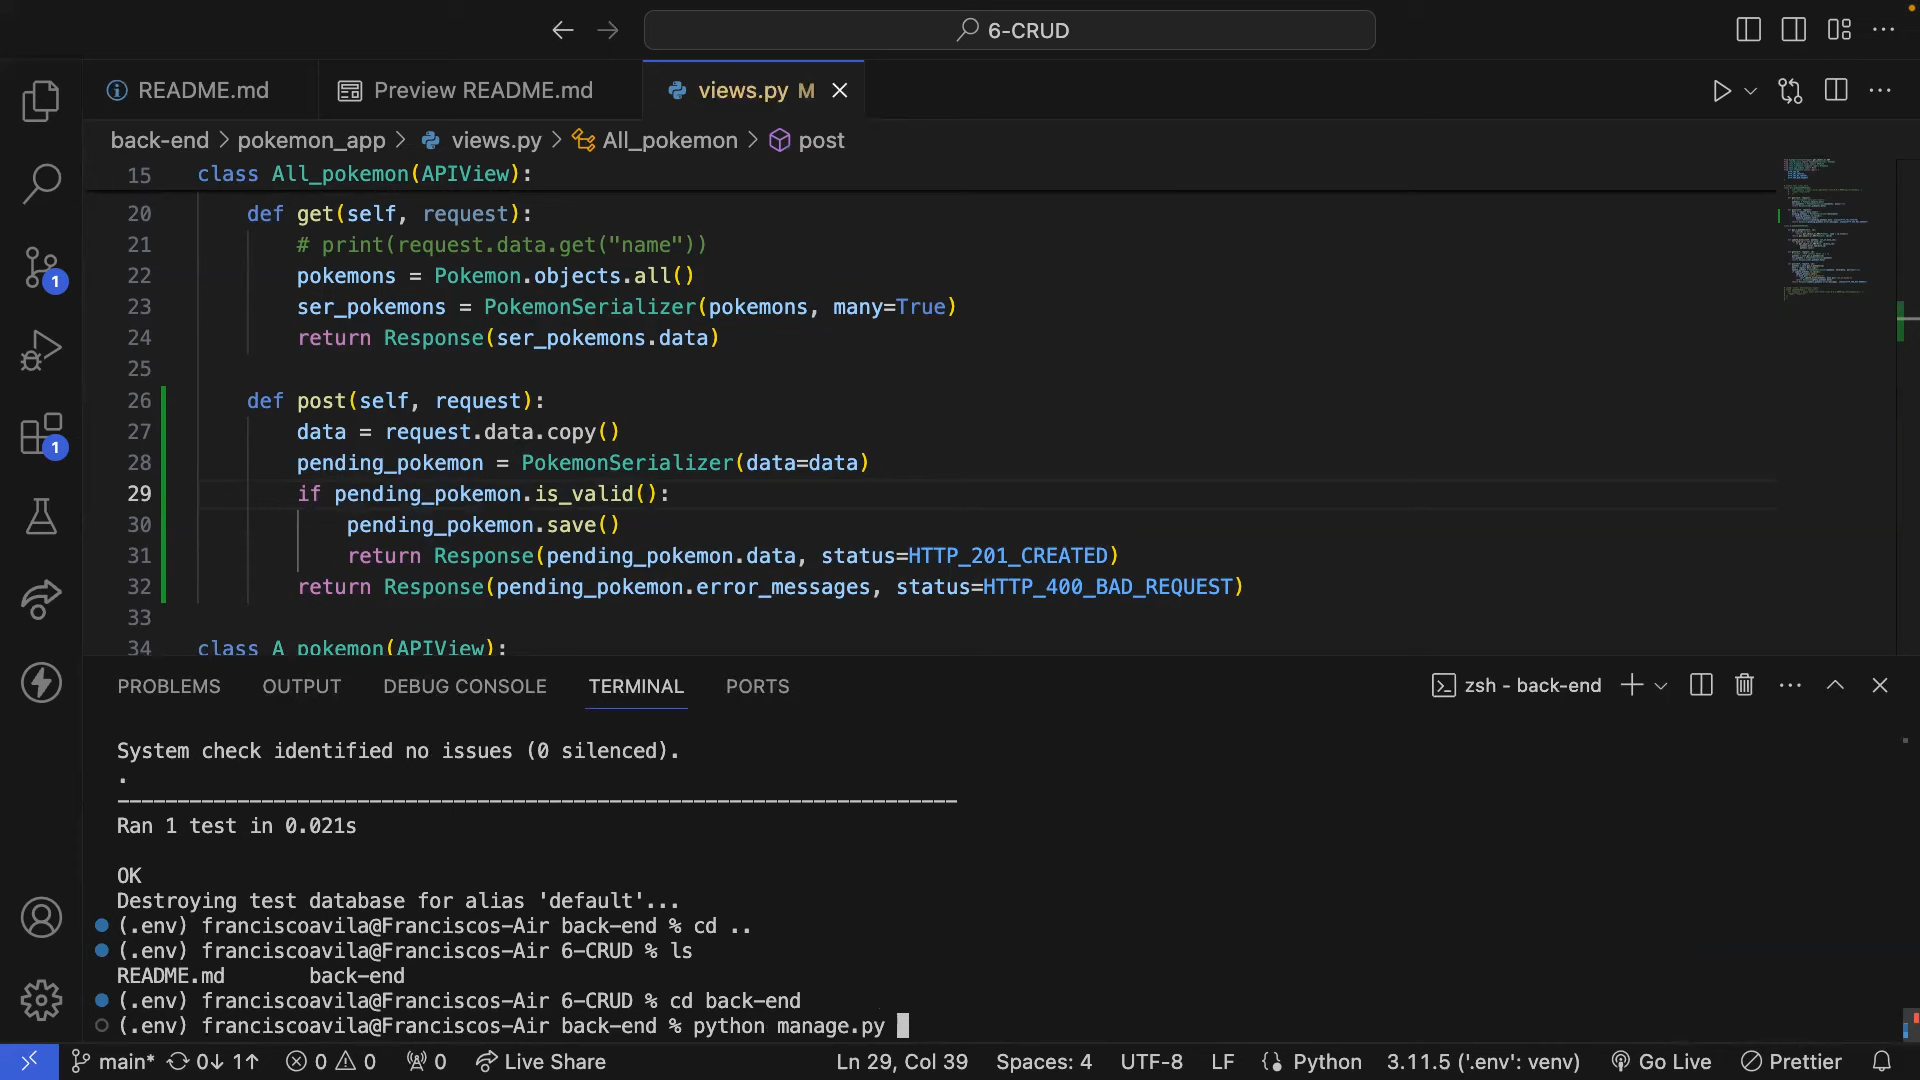 6-CRUD
README.md
Preview README.md
views.py M
back-end > pokemon_app > views.py > All_pokemon > post
15 class All_pokemon(APIView):
20 def get(self, request):
21 # print(request.data.get("name"))
22 pokemons = Pokemon.objects.all()
23 ser_pokemons = PokemonSerializer(pokemons, many=True)
24 return Response(ser_pokemons.data)
25
26 def post(self, request):
27 data = request.data.copy()
28 pending_pokemon = PokemonSerializer(data=data)
29 if pending_pokemon.is_valid():
30 pending_pokemon.save()
31 return Response(pending_pokemon.data, status=HTTP_201_CREATED)
32 return Response(pending_pokemon.error_messages, status=HTTP_400_BAD_REQUEST)
33
34 class A_pokemon(APIView):
1
1
PROBLEMS OUTPUT DEBUG CONSOLE TERMINAL PORTS
zsh - back-end
System check identified no issues (0 silenced).
.
----------------------------------------------------------------------
Ran 1 test in 0.021s
OK
Destroying test database for alias 'default'...
(.env) franciscoavila@Franciscos-Air back-end % cd ..
(.env) franciscoavila@Franciscos-Air 6-CRUD % ls
README.md back-end
(.env) franciscoavila@Franciscos-Air 6-CRUD % cd back-end
(.env) franciscoavila@Franciscos-Air back-end % python manage.py
main* 0↓ 1↑ 0 0 0 Live Share Ln 29, Col 39 Spaces: 4 UTF-8 LF Python 3.11.5 ('.env': venv) Go Live Prettier